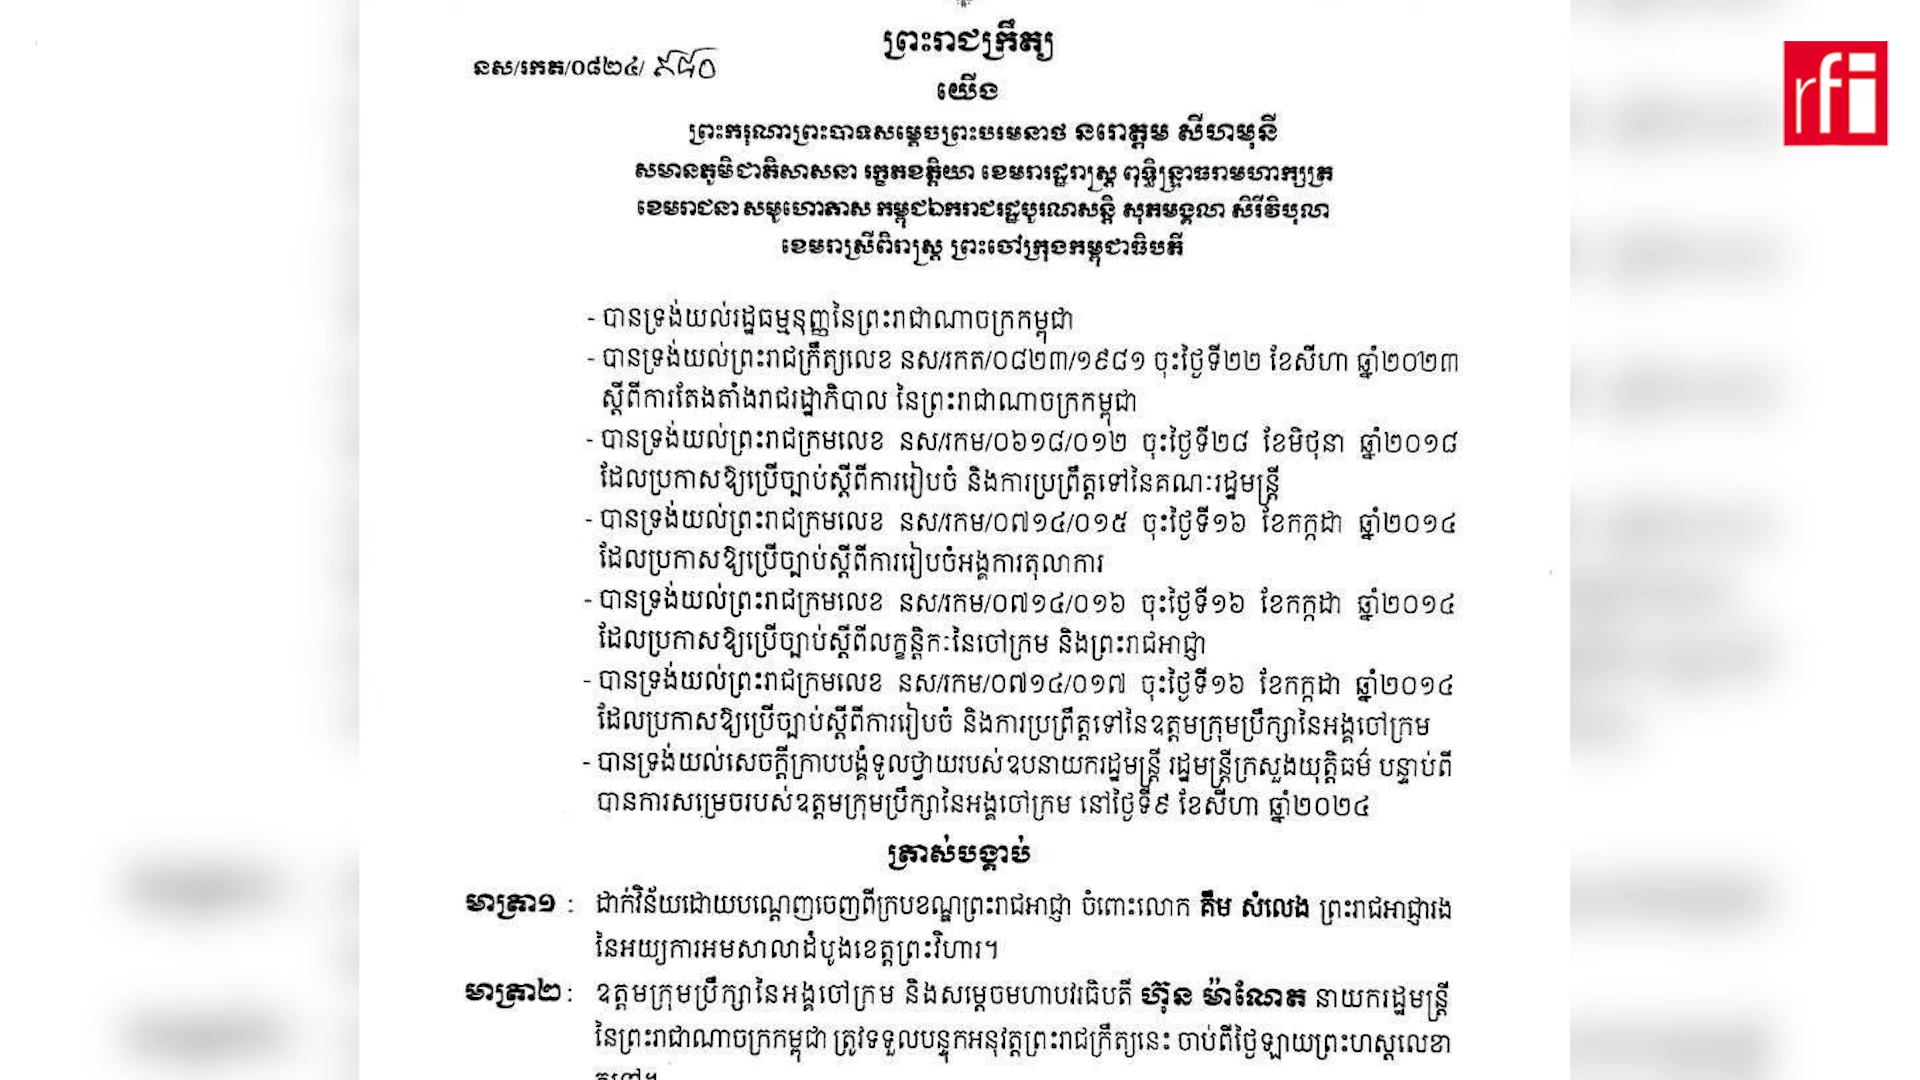 ព្រះរាជក្រឹត្យ
rfi
នស/រកត/០៨២៤/
យើង
ព្រះករុណាព្រះបាទសម្តេចព្រះបរមនាថ នរោត្តម សីហមុនី
សមានភូមិជាតិសាសនា រក្ខតខត្តិយា ខេមរារដ្ឋរាស្ត្រ ពុទ្ធិន្ទ្រាធរាមហាក្សត្រ
ខេមរាជនា សមូហោភាស កម្ពុជឯករាជរដ្ឋបូរណសន្តិ សុភមង្គលា សិរីវិបុលា
ខេមរាស្រីពិរាស្ត្រ ព្រះចៅក្រុងកម្ពុជាធិបតី
- បានទ្រង់យល់រដ្ឋធម្មនុញ្ញនៃព្រះរាជាណាចក្រកម្ពុជា
- បានទ្រង់យល់ព្រះរាជក្រឹត្យលេខ នស/រកត/០៨២៣/១៩៨១ ចុះថ្ងៃទី២២ ខែសីហា ឆ្នាំ២០២៣
ស្តីពីការតែងតាំងរាជរដ្ឋាភិបាល នៃព្រះរាជាណាចក្រកម្ពុជា
- បានទ្រង់យល់ព្រះរាជក្រមលេខ នស/រកម/០៦១៨/០១២ ចុះថ្ងៃទី២៨ ខែមិថុនា ឆ្នាំ២០១៨
ដែលប្រកាសឱ្យប្រើច្បាប់ស្តីពីការរៀបចំ និងការប្រព្រឹត្តទៅនៃគណៈរដ្ឋមន្ត្រី
- បានទ្រង់យល់ព្រះរាជក្រមលេខ នស/រកម/០៧១៤/០១៥ ចុះថ្ងៃទី១៦ ខែកក្កដា ឆ្នាំ២០១៤
ដែលប្រកាសឱ្យប្រើច្បាប់ស្តីពីការរៀបចំអង្គការតុលាការ
- បានទ្រង់យល់ព្រះរាជក្រមលេខ នស/រកម/០៧១៤/០១៦ ចុះថ្ងៃទី១៦ ខែកក្កដា ឆ្នាំ២០១៤
ដែលប្រកាសឱ្យប្រើច្បាប់ស្តីពីលក្ខន្តិកៈនៃចៅក្រម និងព្រះរាជអាជ្ញា
- បានទ្រង់យល់ព្រះរាជក្រមលេខ នស/រកម/០៧១៤/០១៧ ចុះថ្ងៃទី១៦ ខែកក្កដា ឆ្នាំ២០១៤
ដែលប្រកាសឱ្យប្រើច្បាប់ស្តីពីការរៀបចំ និងការប្រព្រឹត្តទៅនៃឧត្តមក្រុមប្រឹក្សានៃអង្គចៅក្រម
- បានទ្រង់យល់សេចក្តីក្រាបបង្គំទូលថ្វាយរបស់ឧបនាយករដ្ឋមន្ត្រី រដ្ឋមន្ត្រីក្រសួងយុត្តិធម៌ បន្ទាប់ពី
បានការសម្រេចរបស់ឧត្តមក្រុមប្រឹក្សានៃអង្គចៅក្រម នៅថ្ងៃទី៩ ខែសីហា ឆ្នាំ២០២៤
ត្រាស់បង្គាប់
មាត្រា១ : ដាក់វិន័យដោយបណ្តេញចេញពីក្របខណ្ឌព្រះរាជអាជ្ញា ចំពោះលោក គឹម សំលេង ព្រះរាជអាជ្ញារង
នៃអយ្យការអមសាលាដំបូងខេត្តព្រះវិហារ។
មាត្រា២ : ឧត្តមក្រុមប្រឹក្សានៃអង្គចៅក្រម និងសម្តេចមហាបវរធិបតី ហ៊ុន ម៉ាណែត នាយករដ្ឋមន្ត្រី
នៃព្រះរាជាណាចក្រកម្ពុជា ត្រូវទទួលបន្ទុកអនុវត្តព្រះរាជក្រឹត្យនេះ ចាប់ពីថ្ងៃឡាយព្រះហស្តលេខា